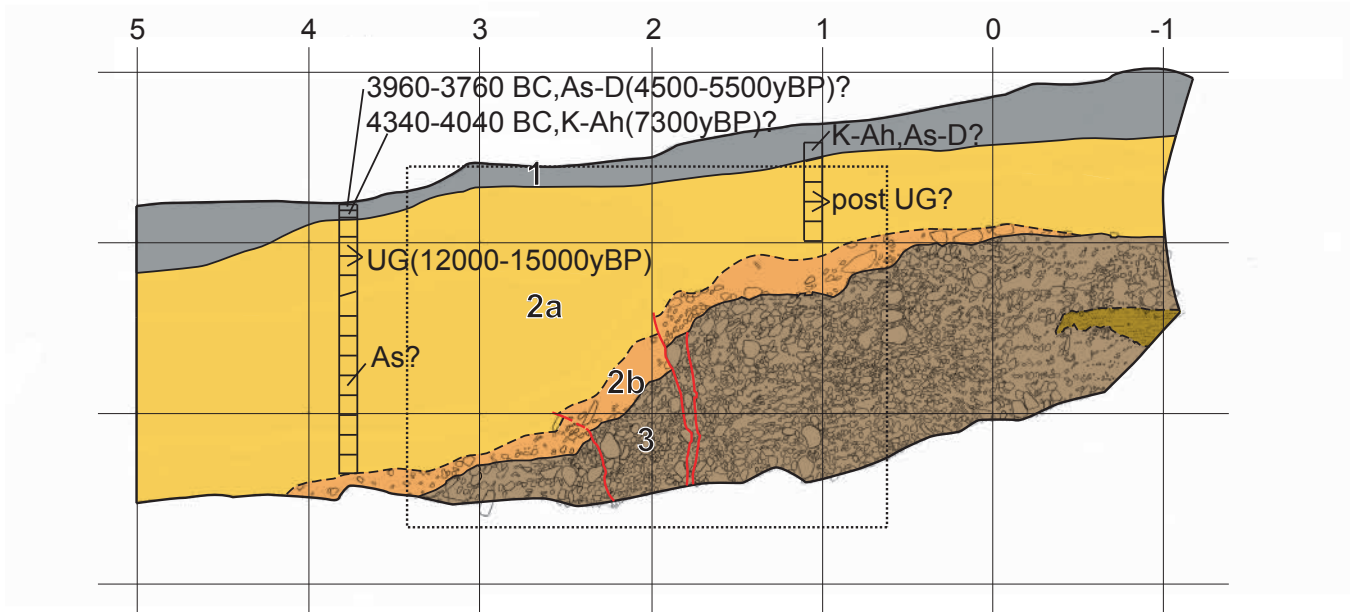 5 4 3 2 1 0 -1
3960-3760 BC,As-D(4500-5500yBP)?
4340-4040 BC,K-Ah(7300yBP)?
K-Ah,As-D?
1
post UG?
UG(12000-15000yBP)
2a
As?
2b
3